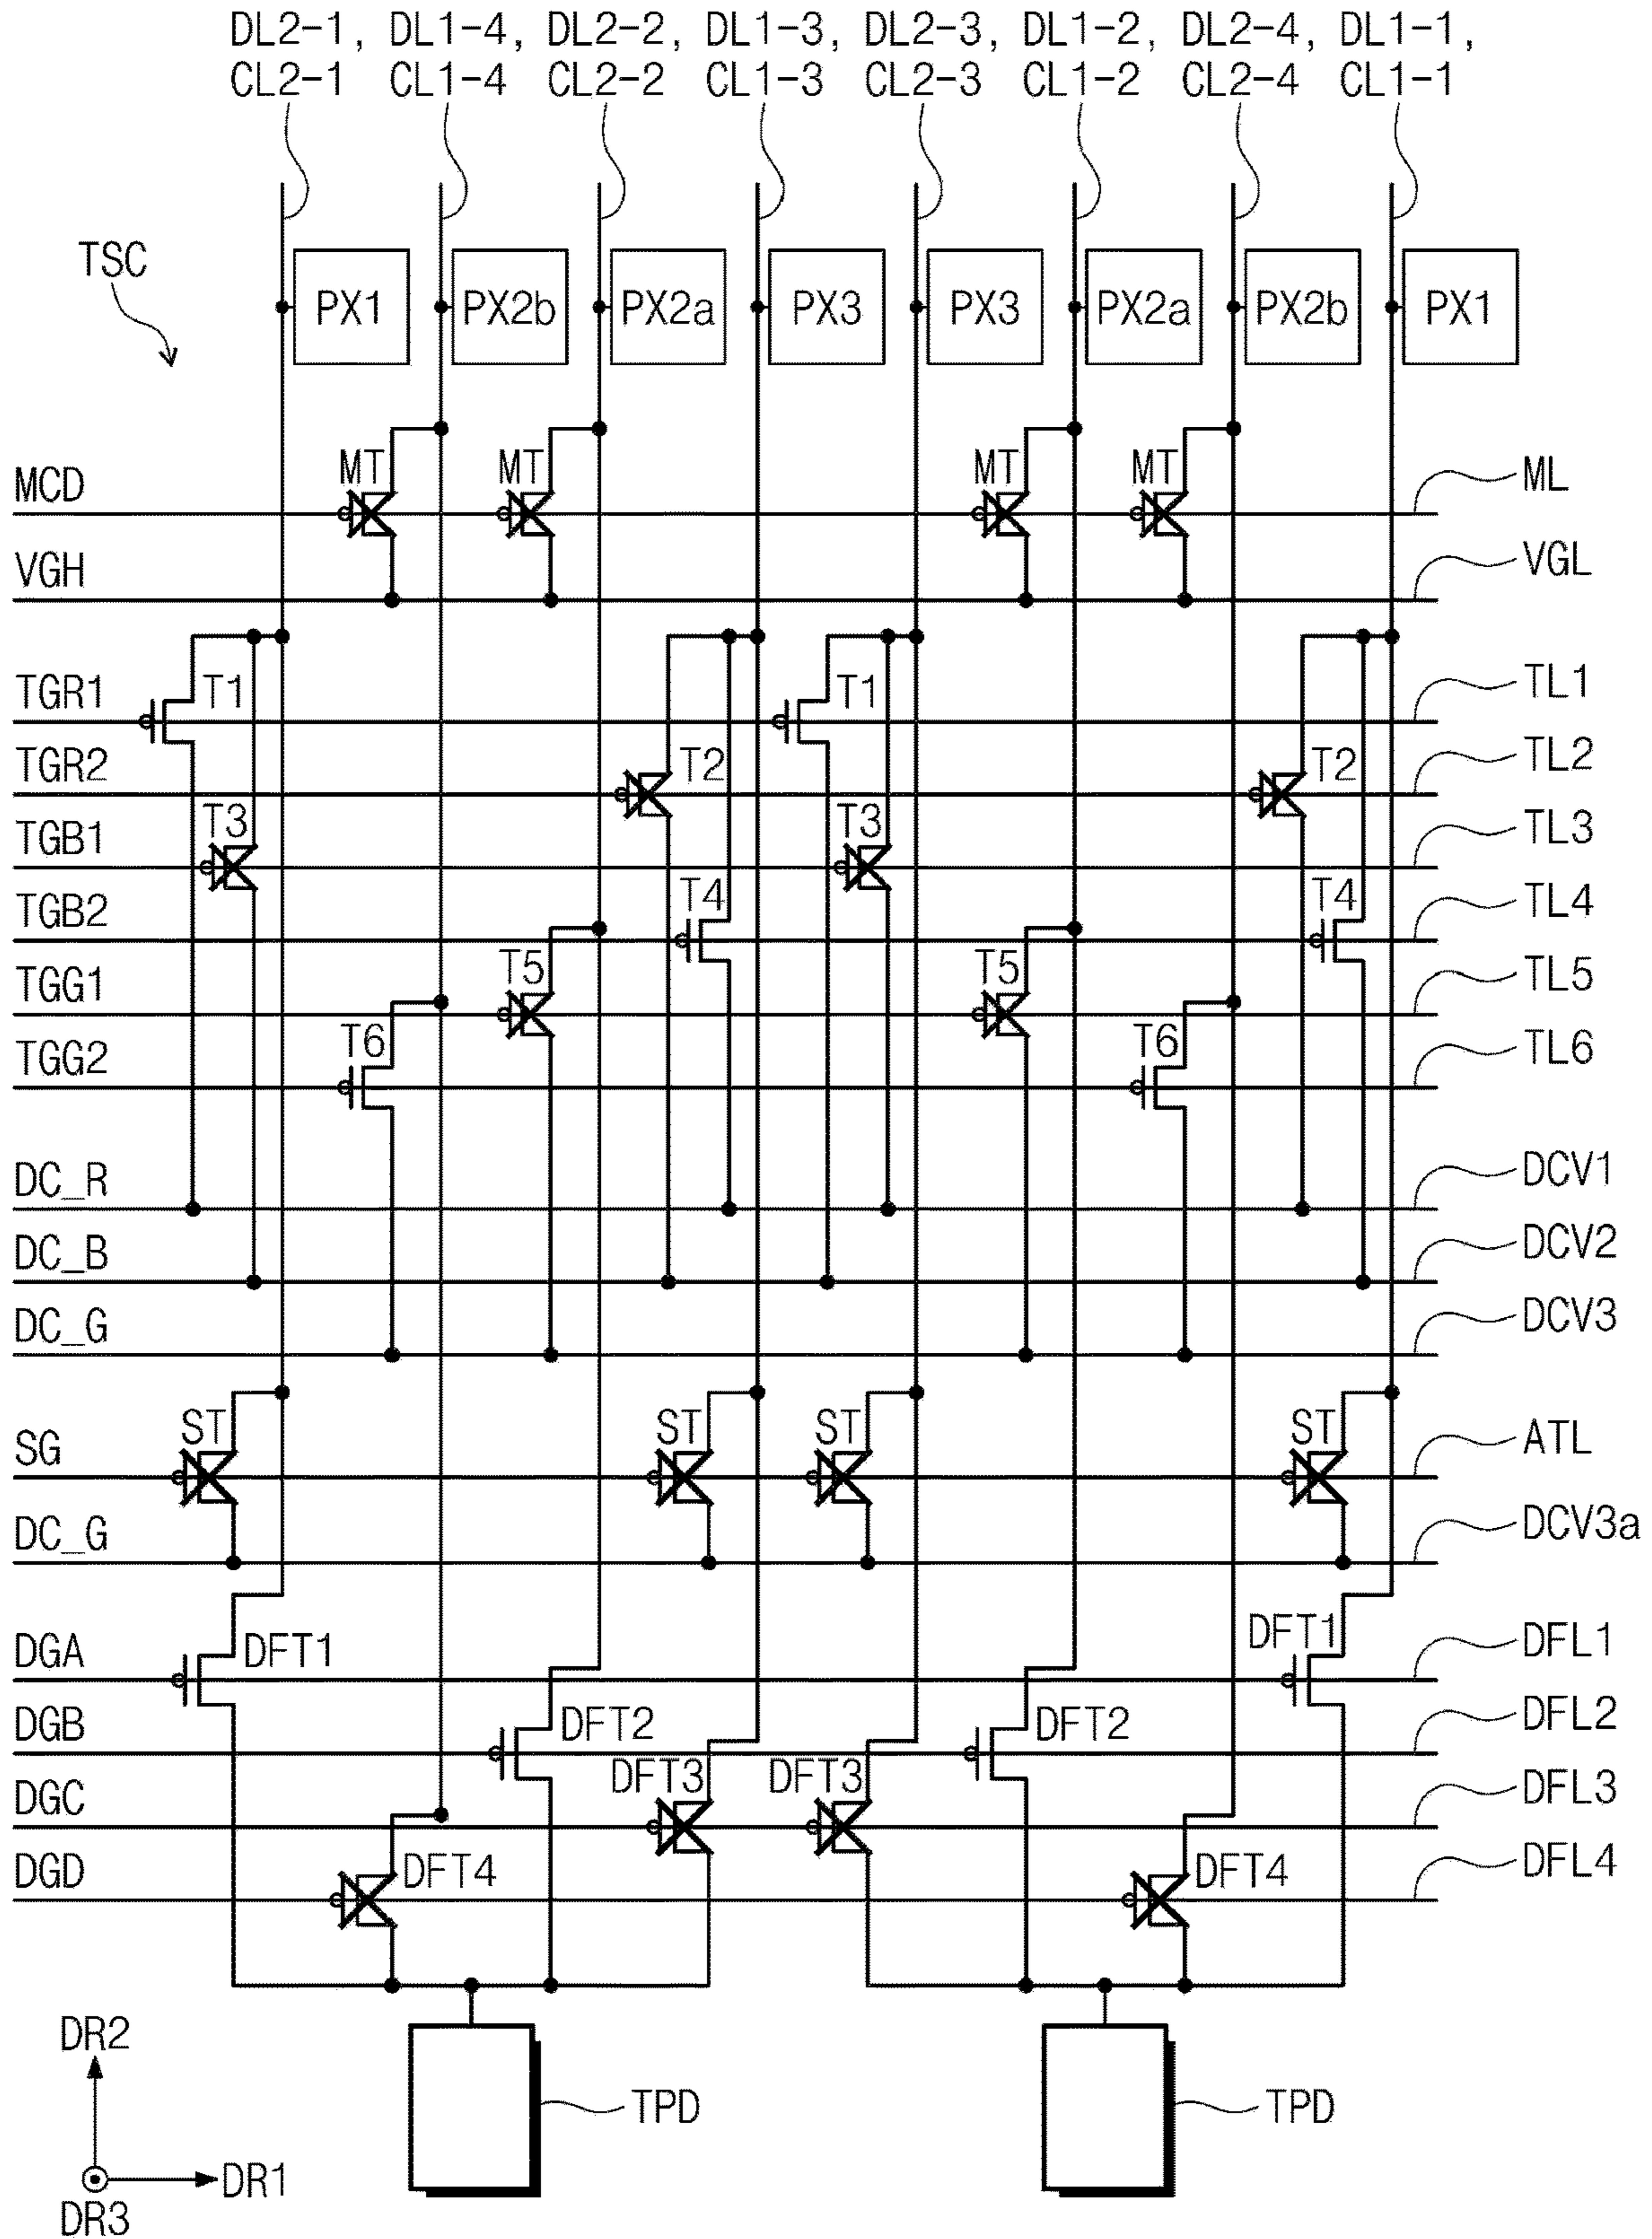 DL2-1, DL1-4, DL2-2, DL1-3, DL2-3, DL1-2, DL2-4, DL1-1,
CL2-1 CL1-4 CL2-2 CL1-3 CL2-3 CL1-2 CL2-4 CL1-1
TSC
PX1 PX2b PX2a PX3 PX3 PX2a PX2b PX1
MT MT MT MT
MCD ML
VGH VGL
TGR1 T1 T1 TL1
TGR2 T2 T2 TL2
TGB1 T3 T3 TL3
TGB2 T4 T4 TL4
TGG1 T5 T5 TL5
TGG2 T6 T6 TL6
DC_R DCV1
DC_B DCV2
DC_G DCV3
SG ST ST ST ST ATL
DC_G DCV3a
DGA DFT1 DFT1 DFL1
DGB DFT2 DFT2 DFL2
DGC DFT3 DFT3 DFL3
DGD DFT4 DFT4 DFL4
DR2
TPD TPD
DR1
DR3